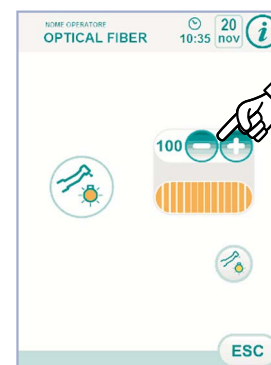 NOME OPERATORE
OPTICAL FIBER
10:35
20
nov
i
100
ESC